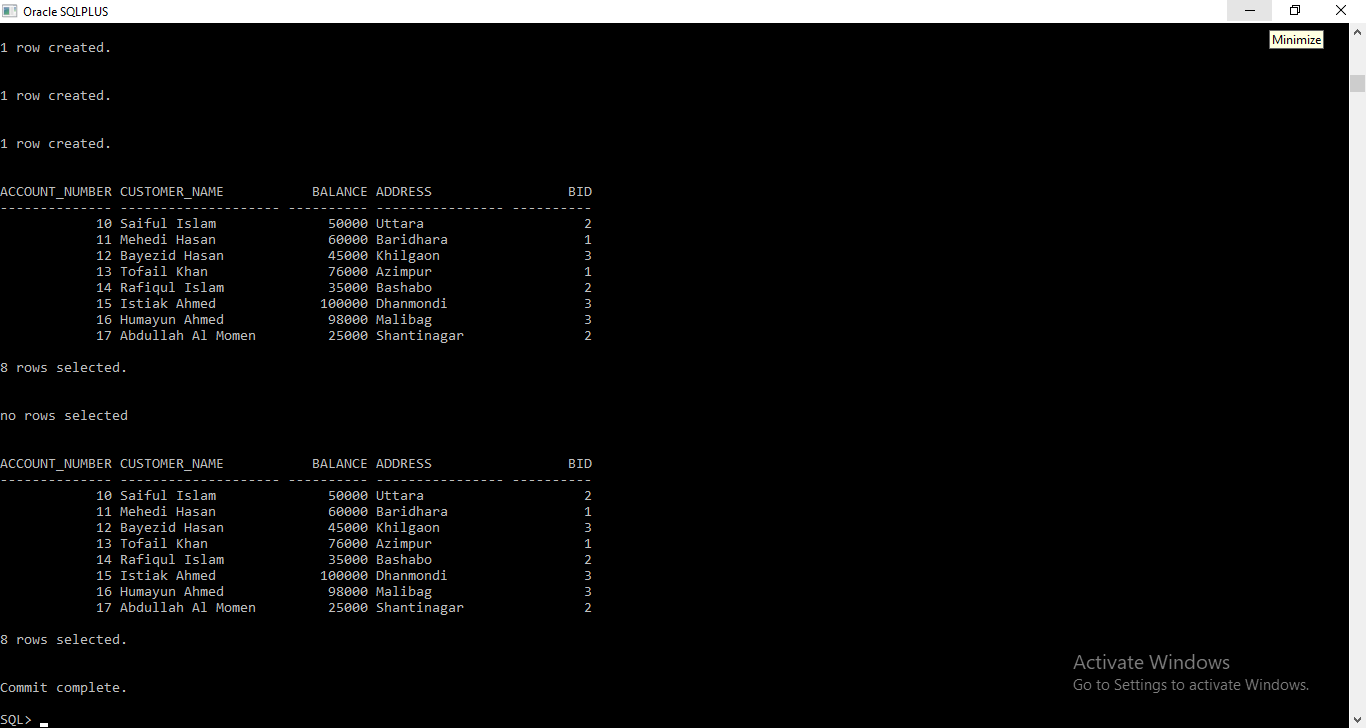 Oracle SQLPLUS
Minimize
1 row created.
1 row created.
1 row created.
ACCOUNT_NUMBER CUSTOMER_NAME           BALANCE ADDRESS                 BID
-------------- -------------------- ---------- ---------------- ----------
            10 Saiful Islam              50000 Uttara                    2
            11 Mehedi Hasan              60000 Baridhara                 1
            12 Bayezid Hasan             45000 Khilgaon                  3
            13 Tofail Khan               76000 Azimpur                   1
            14 Rafiqul Islam             35000 Bashabo                   2
            15 Istiak Ahmed             100000 Dhanmondi                 3
            16 Humayun Ahmed             98000 Malibag                   3
            17 Abdullah Al Momen         25000 Shantinagar               2
8 rows selected.
no rows selected
ACCOUNT_NUMBER CUSTOMER_NAME           BALANCE ADDRESS                 BID
-------------- -------------------- ---------- ---------------- ----------
            10 Saiful Islam              50000 Uttara                    2
            11 Mehedi Hasan              60000 Baridhara                 1
            12 Bayezid Hasan             45000 Khilgaon                  3
            13 Tofail Khan               76000 Azimpur                   1
            14 Rafiqul Islam             35000 Bashabo                   2
            15 Istiak Ahmed             100000 Dhanmondi                 3
            16 Humayun Ahmed             98000 Malibag                   3
            17 Abdullah Al Momen         25000 Shantinagar               2
8 rows selected.
Commit complete.
SQL>
Activate Windows
Go to Settings to activate Windows.